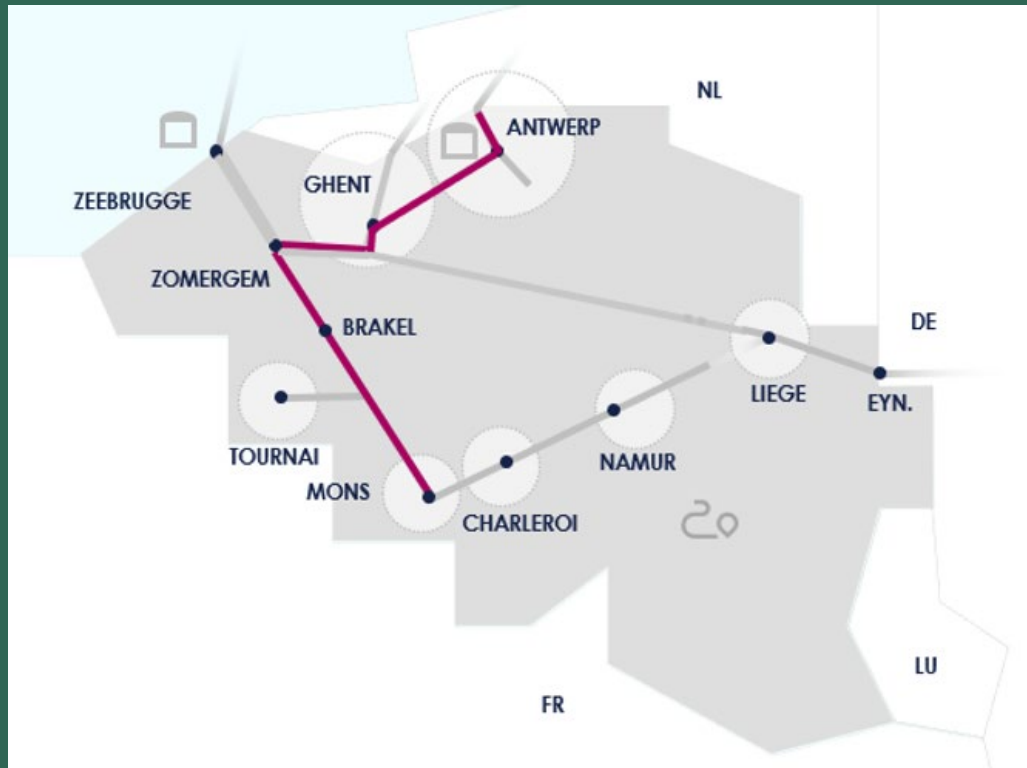 NL
ANTWERP
GHENT
ZEEBRUGGE
ZOMERGEM
BRAKEL
DE
LIEGE
EYN.
TOURNAI
NAMUR
MONS
CHARLEROI
LU
FR